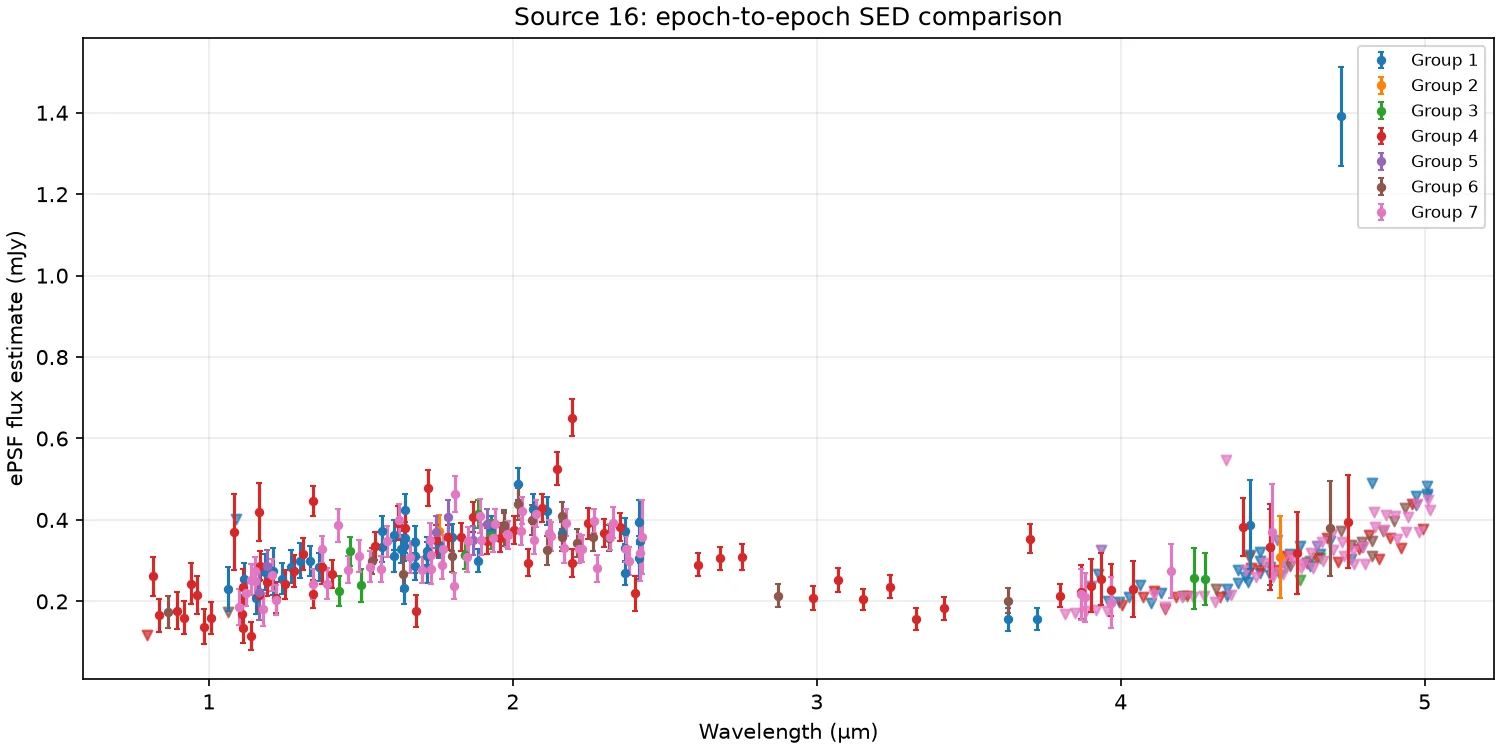 Source 16: epoch-to-epoch SED comparison
ePSF flux estimate (mJy)
1.4
1.2
1.0
0.8
0.6
0.4
0.2
Group 1
Group 2
Group 3
Group 4
Group 5
Group 6
Group 7
1 2 3 4 5
Wavelength (μm)